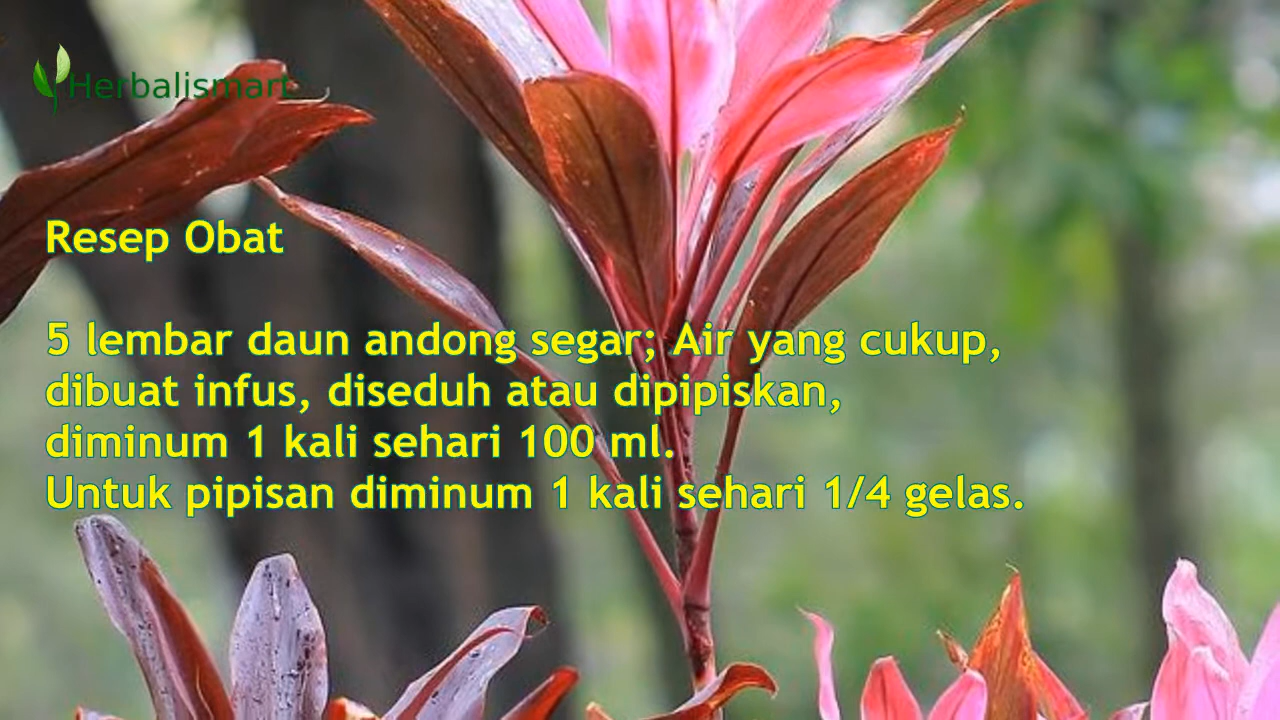 Herbalismart
Resep Obat
5 lembar daun andong segar; Air yang cukup,
dibuat infus, diseduh atau dipipiskan,
diminum 1 kali sehari 100 ml.
Untuk pipisan diminum 1 kali sehari 1/4 gelas.